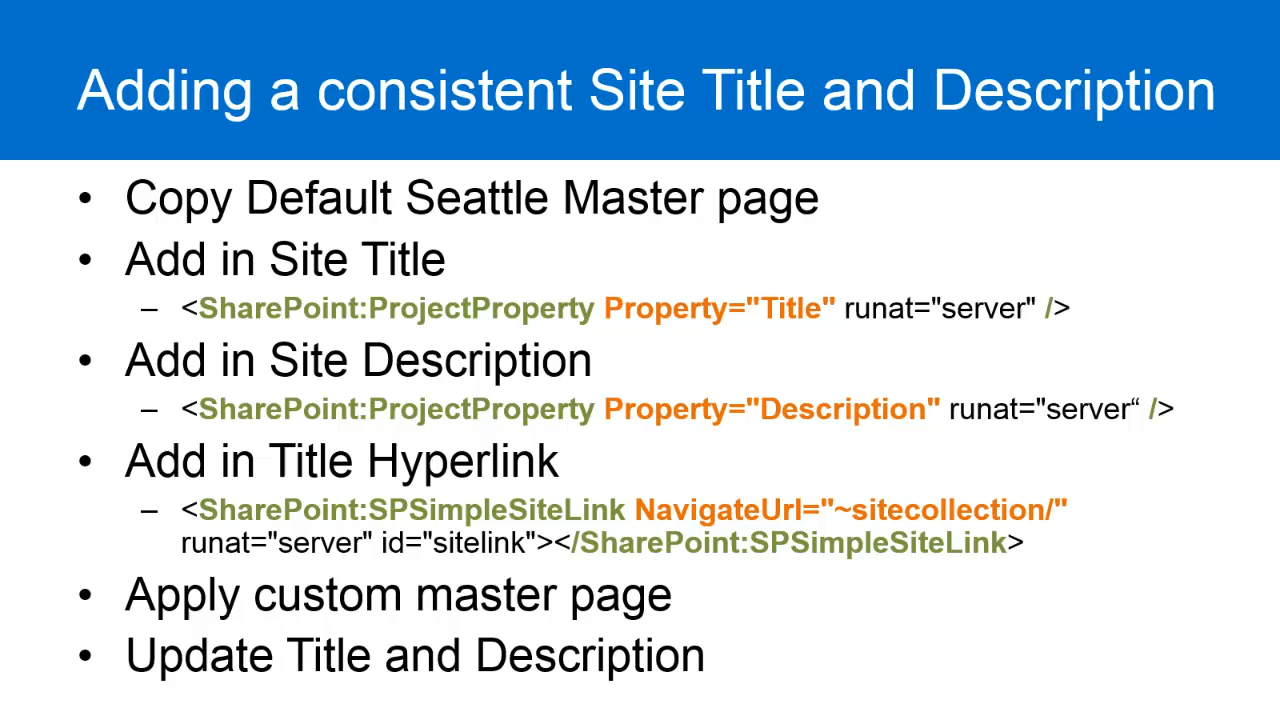 Adding a consistent Site Title and Description
• Copy Default Seattle Master page
• Add in Site Title
– <SharePoint:ProjectProperty Property="Title" runat="server" />
• Add in Site Description
– <SharePoint:ProjectProperty Property="Description" runat="server“ />
• Add in Title Hyperlink
– <SharePoint:SPSimpleSiteLink NavigateUrl="~sitecollection/"
runat="server" id="sitelink"></SharePoint:SPSimpleSiteLink>
• Apply custom master page
• Update Title and Description